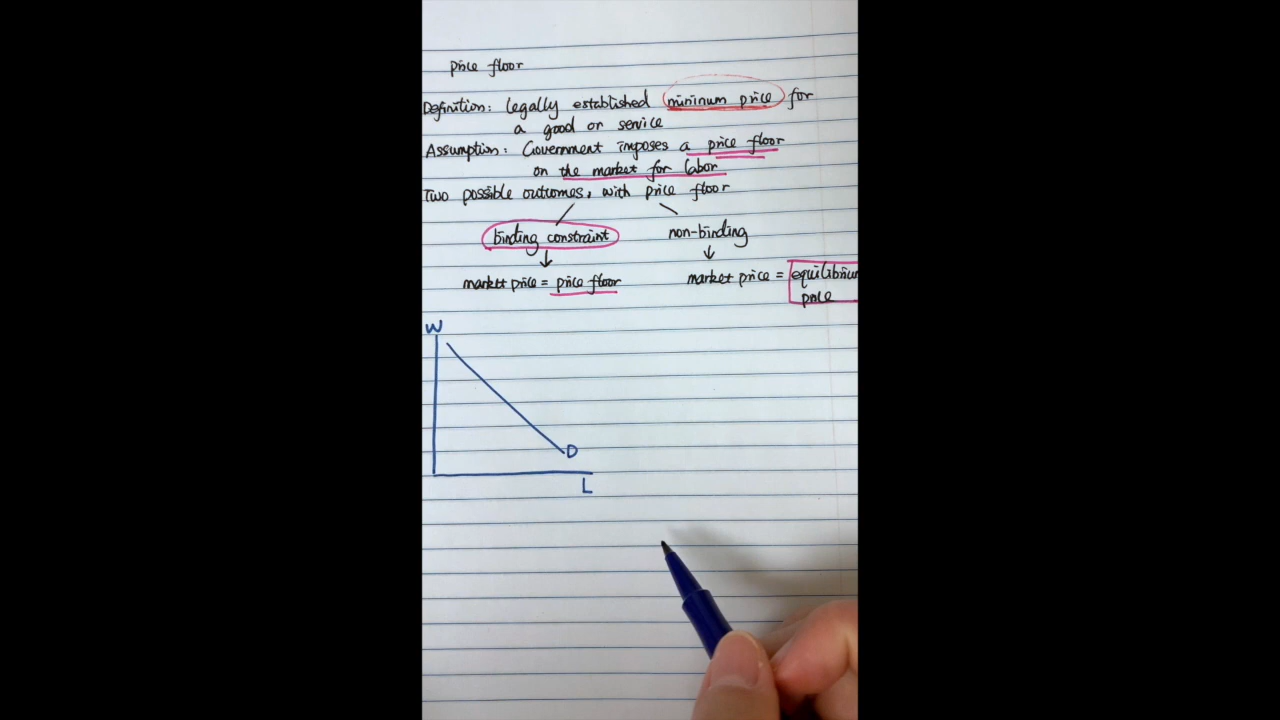 price floor
Definition: legally established minimum price for
a good or service
Assumption: Government imposes a price floor
on the market for labor
Two possible outcomes, with price floor
binding constraint non-binding
market price = price floor market price = equilibrium
price
W
D
L